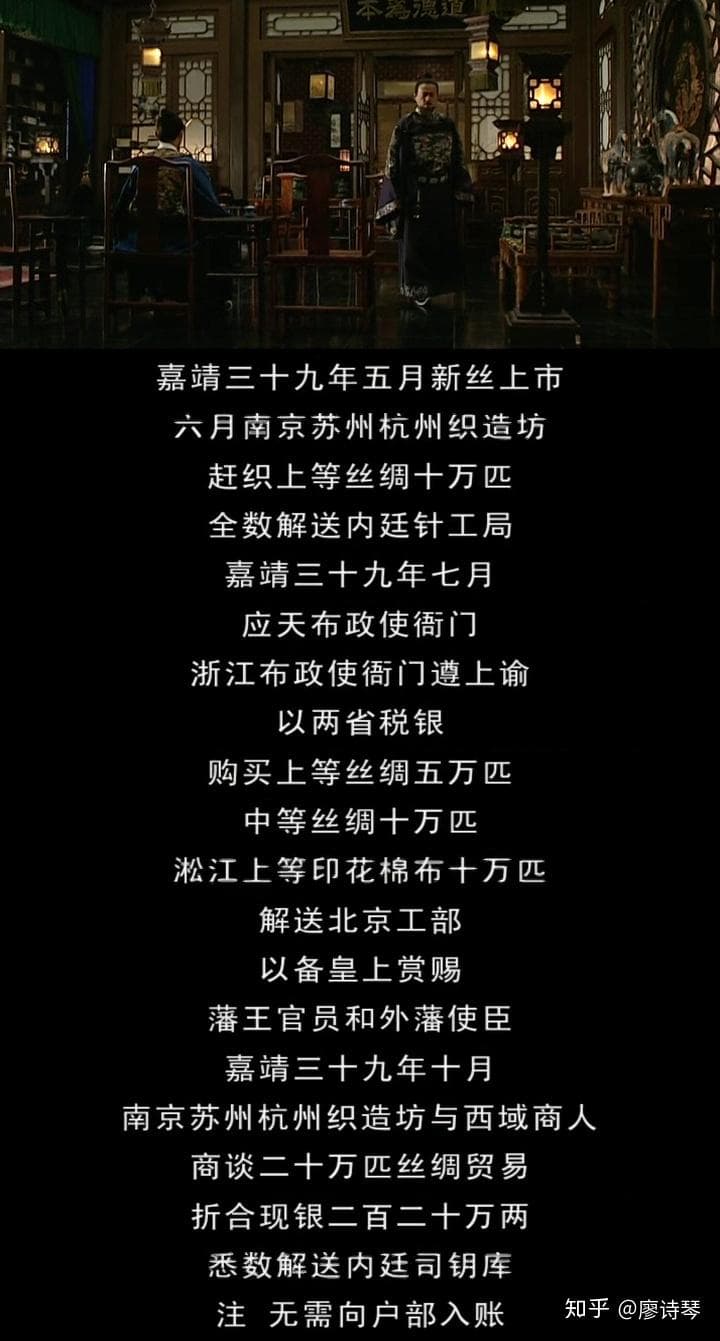 本為德道
嘉靖三十九年五月新丝上市
六月南京苏州杭州织造坊
赶织上等丝绸十万匹
全数解送内廷针工局
嘉靖三十九年七月
应天布政使衙门
浙江布政使衙门遵上谕
以两省税银
购买上等丝绸五万匹
中等丝绸十万匹
淞江上等印花棉布十万匹
解送北京工部
以备皇上赏赐
藩王官员和外藩使臣
嘉靖三十九年十月
南京苏州杭州织造坊与西域商人
商谈二十万匹丝绸贸易
折合现银二百二十万两
悉数解送内廷司钥库
注 无需向户部入账
知乎 @廖诗琴